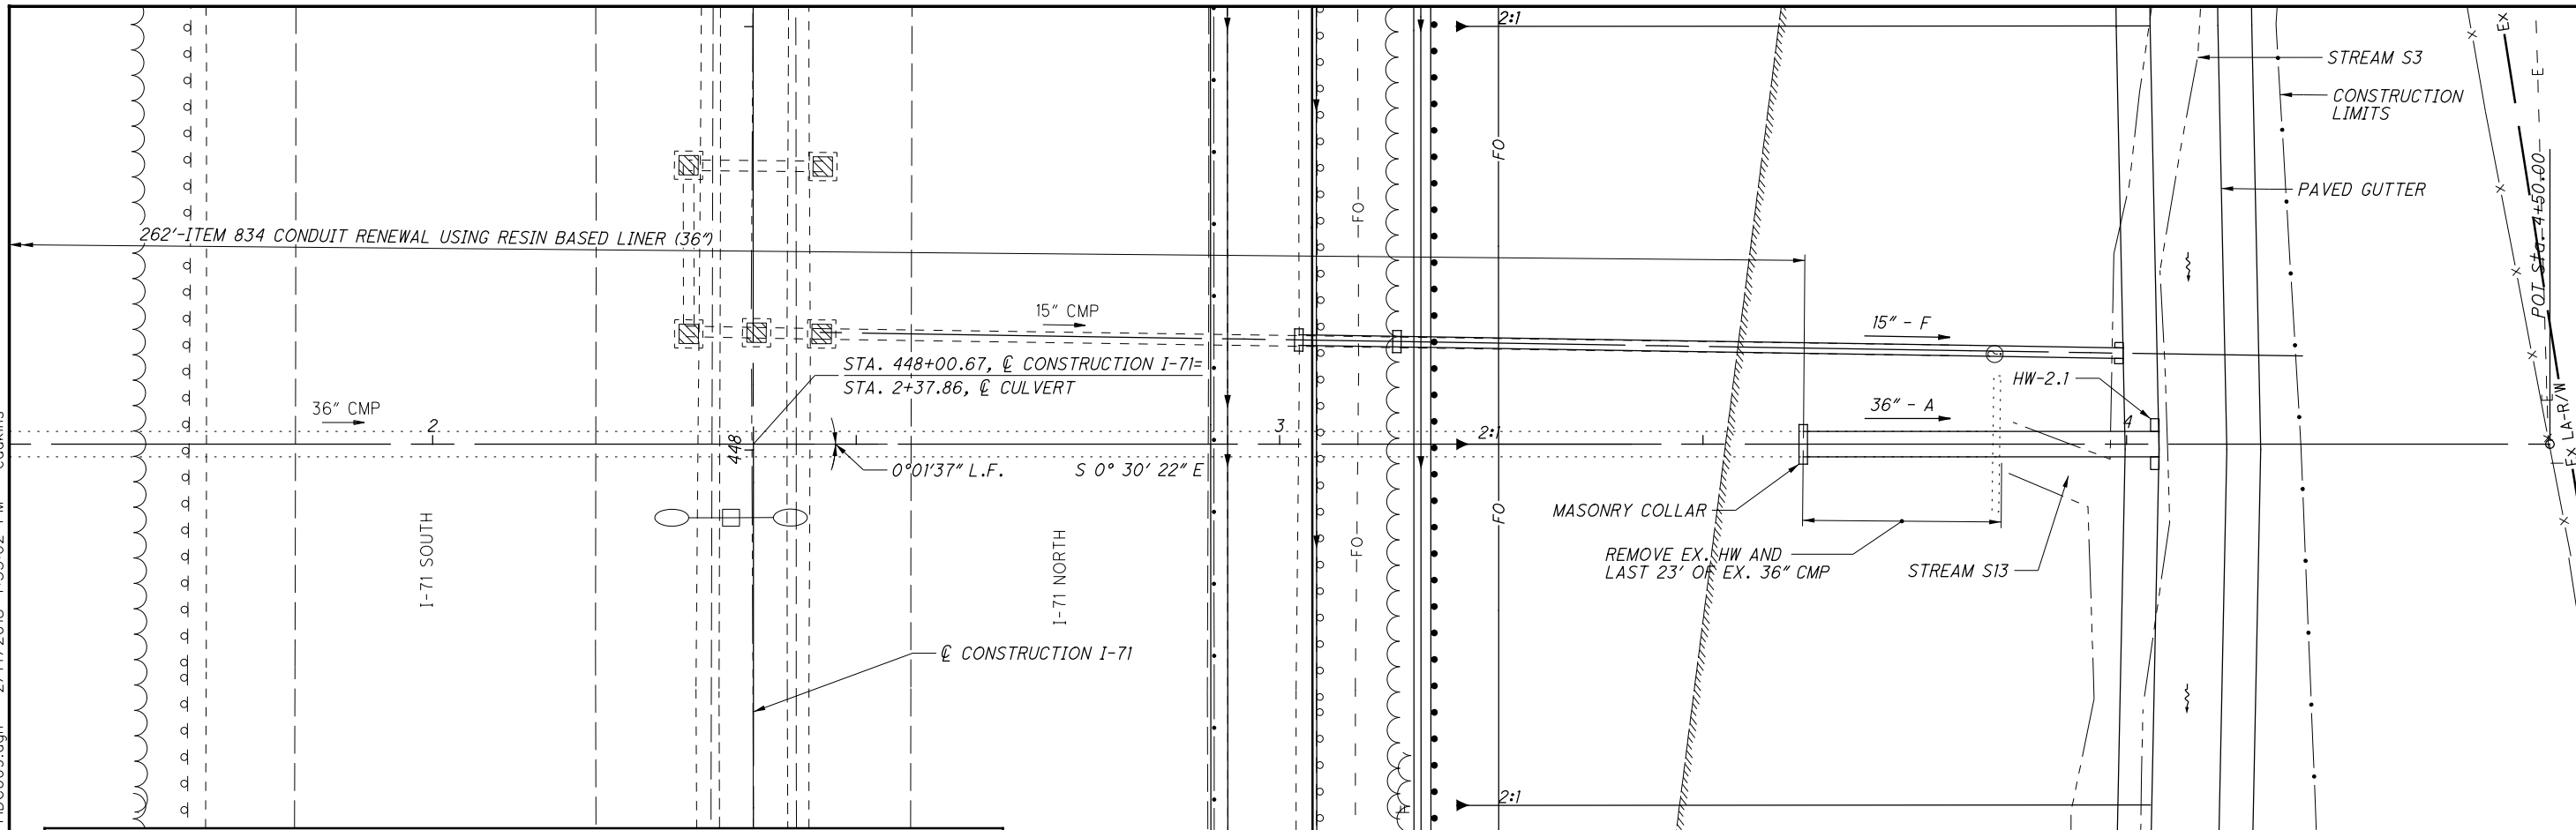 2:1
STREAM S3
CONSTRUCTION
LIMITS
EX
E
FO
PAVED GUTTER
POT Sta. 4+50.00
FO
262'-ITEM 834 CONDUIT RENEWAL USING RESIN BASED LINER (36")
15" CMP
15" - F
STA. 448+00.67, ℄ CONSTRUCTION I-71=
STA. 2+37.86, ℄ CULVERT
HW-2.1
36" CMP
36" - A
2
448
3
2:1
4
0°01'37" L.F.
S 0° 30' 22" E
E
EX LA-R/W
MASONRY COLLAR
FO
FO
I-71 SOUTH
I-71 NORTH
REMOVE EX. HW AND
LAST 23' OF EX. 36" CMP
STREAM S13
℄ CONSTRUCTION I-71
2:1